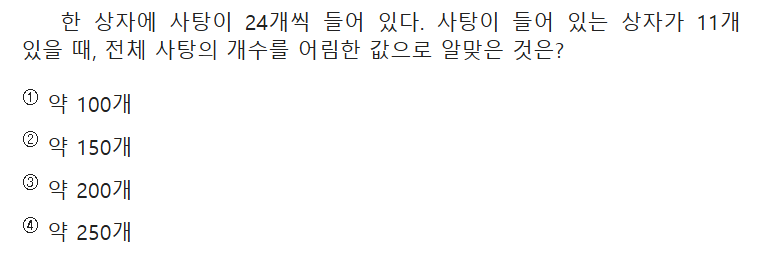 한 상자에 사탕이 24개씩 들어 있다. 사탕이 들어 있는 상자가 11개
있을 때, 전체 사탕의 개수를 어림한 값으로 알맞은 것은?
① 약 100개
② 약 150개
③ 약 200개
④ 약 250개